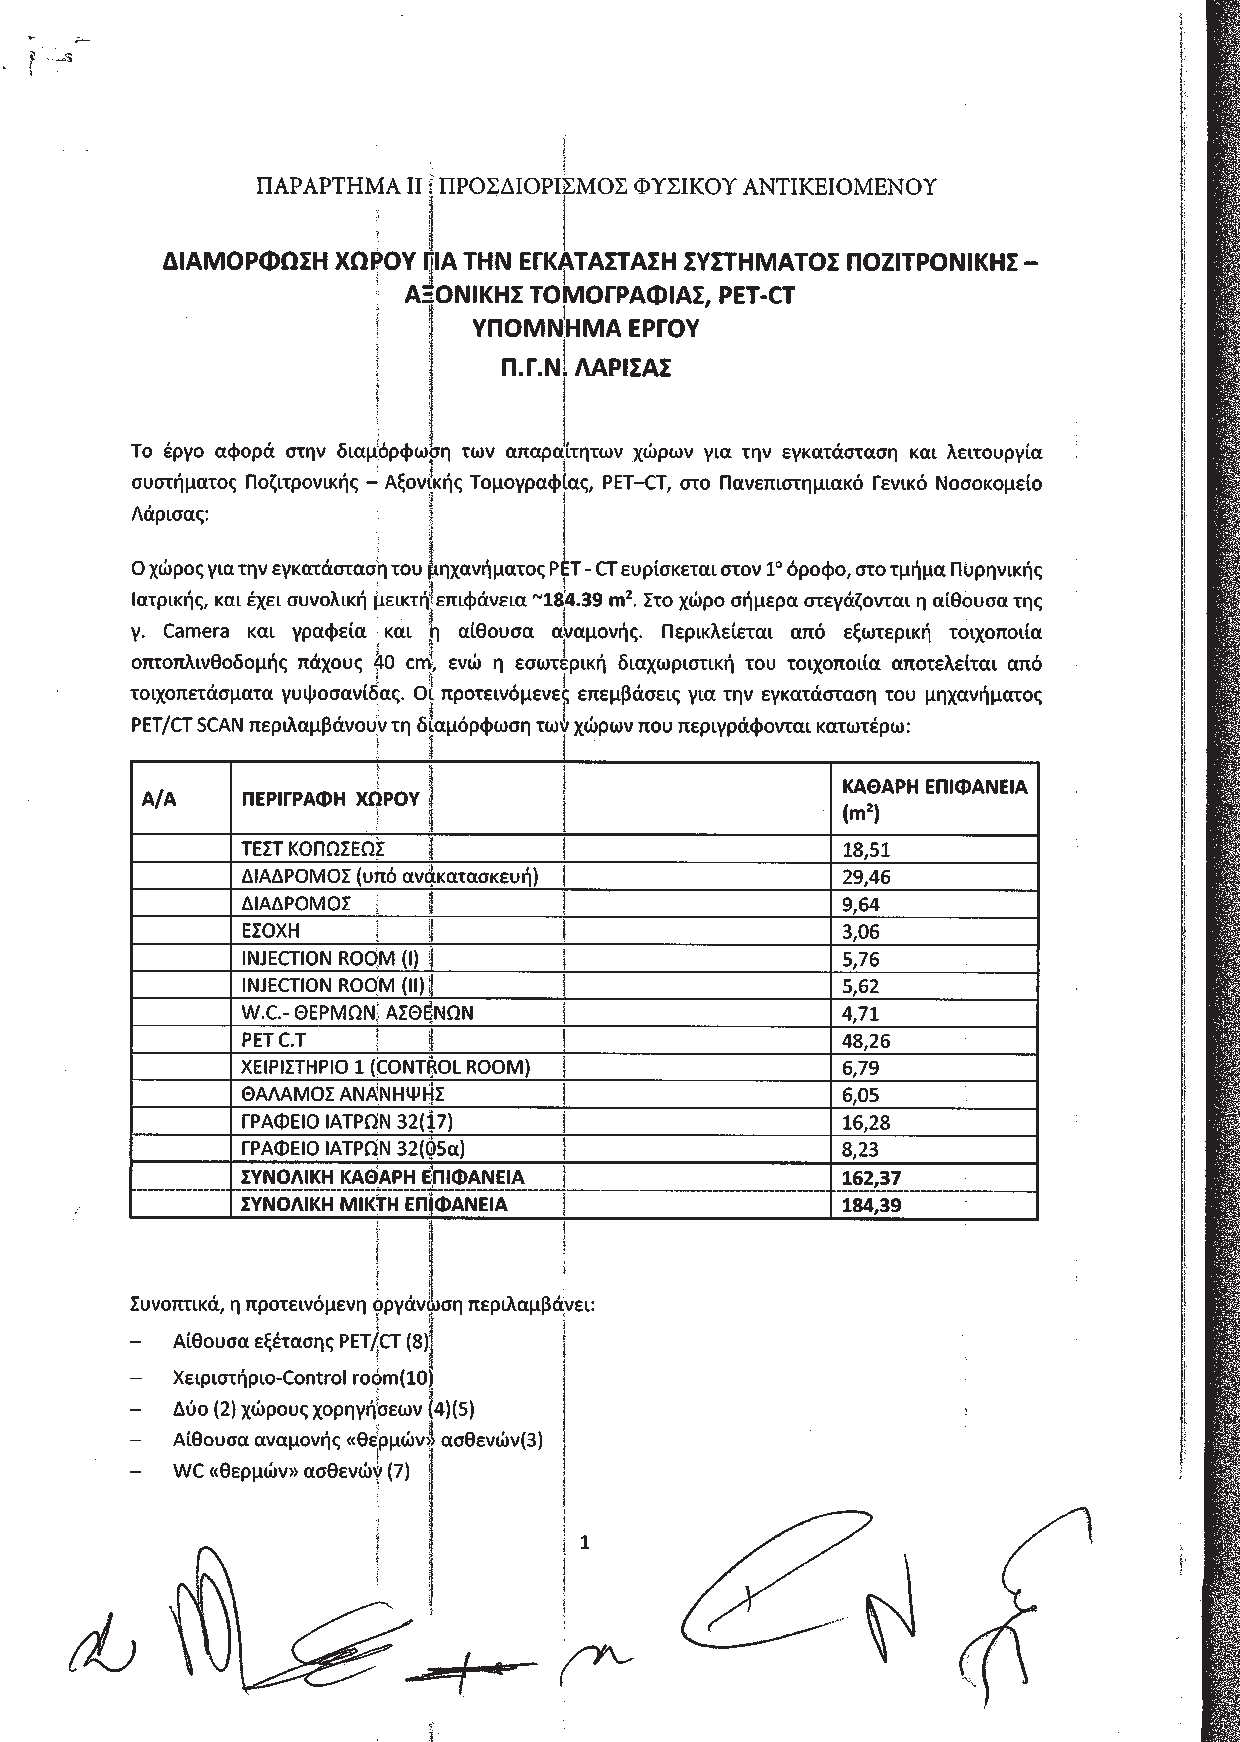 ΠΑΡΑΡΤΗΜΑ ΙΙ : ΠΡΟΣΔΙΟΡΙΣΜΟΣ ΦΥΣΙΚΟΥ ΑΝΤΙΚΕΙΟΜΕΝΟΥ
ΔΙΑΜΟΡΦΩΣΗ ΧΩΡΟΥ ΓΙΑ ΤΗΝ ΕΓΚΑΤΑΣΤΑΣΗ ΣΥΣΤΗΜΑΤΟΣ ΠΟΖΙΤΡΟΝΙΚΗΣ –
ΑΞΟΝΙΚΗΣ ΤΟΜΟΓΡΑΦΙΑΣ, PET-CT
ΥΠΟΜΝΗΜΑ ΕΡΓΟΥ
Π.Γ.Ν. ΛΑΡΙΣΑΣ
Το έργο αφορά στην διαμόρφωση των απαραίτητων χώρων για την εγκατάσταση και λειτουργία
συστήματος Ποζιτρονικής – Αξονικής Τομογραφίας, PET–CT, στο Πανεπιστημιακό Γενικό Νοσοκομείο
Λάρισας:
Ο χώρος για την εγκατάσταση του μηχανήματος PET - CT ευρίσκεται στον 1ο όροφο, στο τμήμα Πυρηνικής
Ιατρικής, και έχει συνολική μεικτή επιφάνεια ~184.39 m². Στο χώρο σήμερα στεγάζονται η αίθουσα της
γ. Camera και γραφεία και η αίθουσα αναμονής. Περικλείεται από εξωτερική τοιχοποιία
οπτοπλινθοδομής πάχους 40 cm, ενώ η εσωτερική διαχωριστική του τοιχοποιία αποτελείται από
τοιχοπετάσματα γυψοσανίδας. Οι προτεινόμενες επεμβάσεις για την εγκατάσταση του μηχανήματος
PET/CT SCAN περιλαμβάνουν τη διαμόρφωση των χώρων που περιγράφονται κατωτέρω:
Α/Α ΠΕΡΙΓΡΑΦΗ ΧΩΡΟΥ ΚΑΘΑΡΗ ΕΠΙΦΑΝΕΙΑ (m²)
ΤΕΣΤ ΚΟΠΩΣΕΩΣ 18,51
ΔΙΑΔΡΟΜΟΣ (υπό ανακατασκευή) 29,46
ΔΙΑΔΡΟΜΟΣ 9,64
ΕΣΟΧΗ 3,06
INJECTION ROOM (I) 5,76
INJECTION ROOM (II) 5,62
W.C.- ΘΕΡΜΩΝ ΑΣΘΕΝΩΝ 4,71
PET C.T 48,26
ΧΕΙΡΙΣΤΗΡΙΟ 1 (CONTROL ROOM) 6,79
ΘΑΛΑΜΟΣ ΑΝΑΝΗΨΗΣ 6,05
ΓΡΑΦΕΙΟ ΙΑΤΡΩΝ 32(17) 16,28
ΓΡΑΦΕΙΟ ΙΑΤΡΩΝ 32(05α) 8,23
ΣΥΝΟΛΙΚΗ ΚΑΘΑΡΗ ΕΠΙΦΑΝΕΙΑ 162,37
ΣΥΝΟΛΙΚΗ ΜΙΚΤΗ ΕΠΙΦΑΝΕΙΑ 184,39
Συνοπτικά, η προτεινόμενη οργάνωση περιλαμβάνει:
– Αίθουσα εξέτασης PET/CT (8)
– Χειριστήριο-Control room(10)
– Δύο (2) χώρους χορηγήσεων (4)(5)
– Αίθουσα αναμονής «θερμών» ασθενών(3)
– WC «θερμών» ασθενών (7)
1